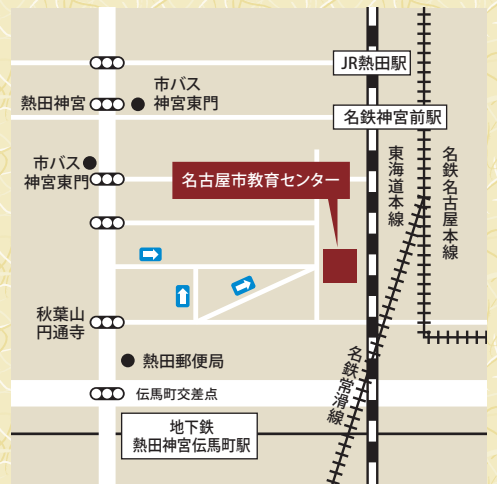 JR熱田駅
市バス
神宮東門
熱田神宮
名鉄神宮前駅
市バス
神宮東門
名古屋市教育センター
東海道本線
名鉄名古屋本線
秋葉山
円通寺
熱田郵便局
名鉄常滑線
伝馬町交差点
地下鉄
熱田神宮伝馬町駅